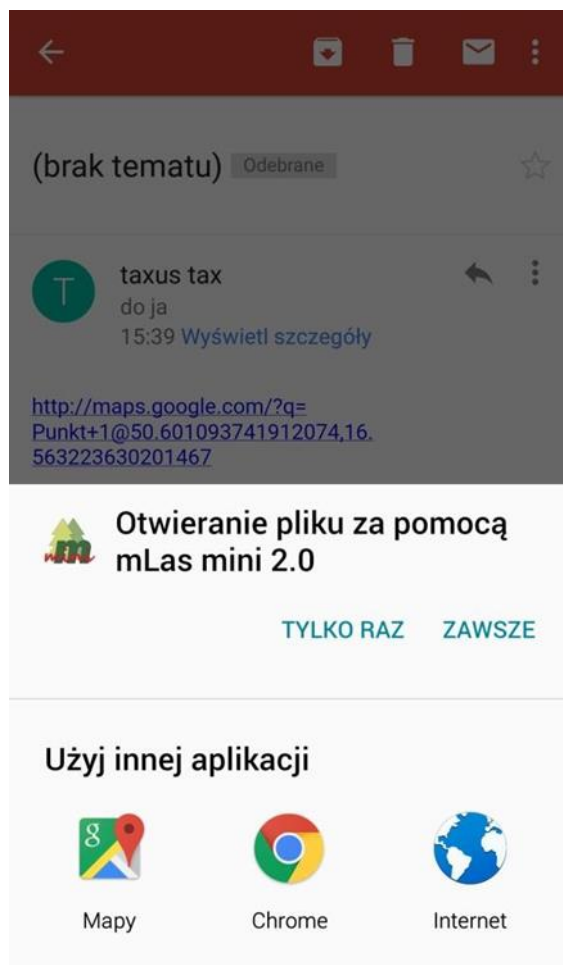 (brak tematu) Odebrane
T
taxus tax
do ja
15:39 Wyświetl szczegóły
http://maps.google.com/?q=
Punkt+1@50.601093741912074,16.
563223630201467
Otwieranie pliku za pomocą
mLas mini 2.0
m
mini
TYLKO RAZ ZAWSZE
Użyj innej aplikacji
g
Mapy Chrome Internet